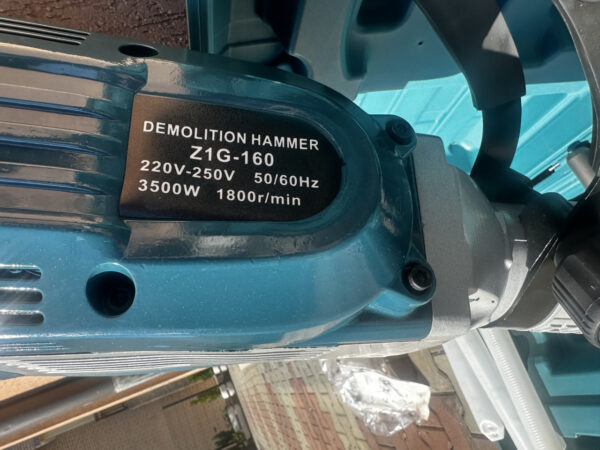 DEMOLITION HAMMER
Z1G-160
220V-250V 50/60Hz
3500W 1800r/min